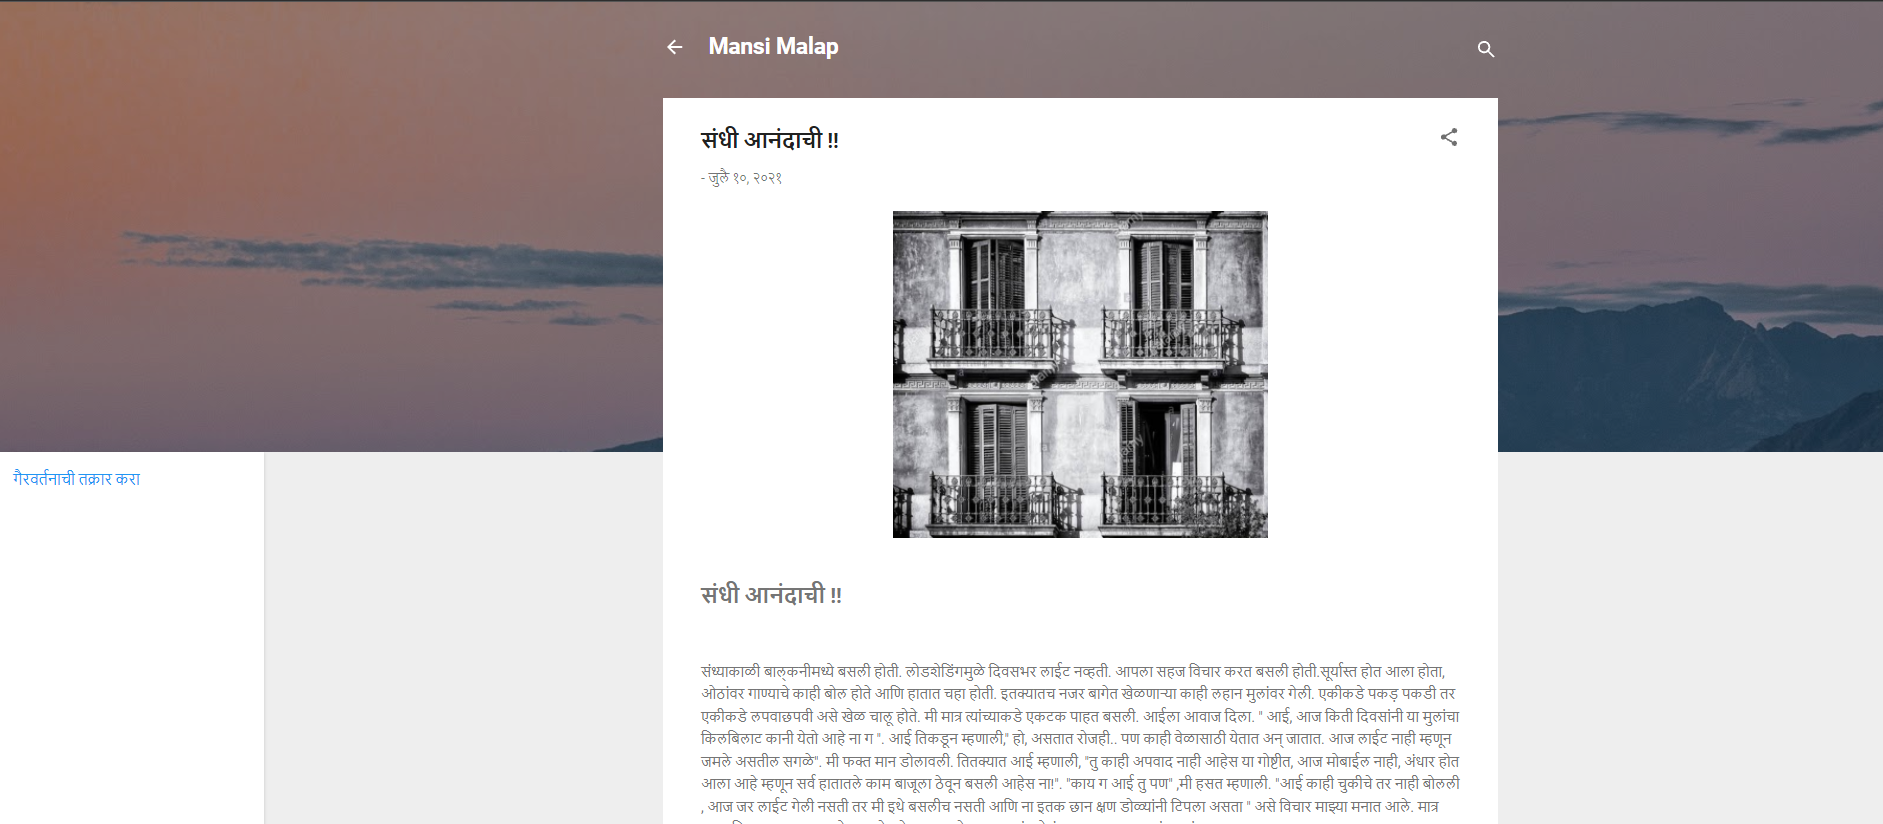 Mansi Malap
संधी आनंदाची !!
- जुलै १०, २०२१
गैरवर्तनाची तक्रार करा
संधी आनंदाची !!
संध्याकाळी बाल्कनीमध्ये बसली होती. लोडशेडिंगमुळे दिवसभर लाईट नव्हती. आपला सहज विचार करत बसली होती.सूर्यास्त होत आला होता,
ओठांवर गाण्याचे काही बोल होते आणि हातात चहा होती. इतक्यातच नजर बागेत खेळणाऱ्या काही लहान मुलांवर गेली. एकीकडे पकड़ पकडी तर
एकीकडे लपवाछपवी असे खेळ चालू होते. मी मात्र त्यांच्याकडे एकटक पाहत बसली. आईला आवाज दिला. " आई, आज किती दिवसांनी या मुलांचा
किलबिलाट कानी येतो आहे ना ग ". आई तिकडून म्हणाली," हो, असतात रोजही.. पण काही वेळासाठी येतात अन् जातात. आज लाईट नाही म्हणून
जमले असतील सगळे". मी फक्त मान डोलावली. तितक्यात आई म्हणाली, "तु काही अपवाद नाही आहेस या गोष्टीत, आज मोबाईल नाही, अंधार होत
आला आहे म्हणून सर्व हातातले काम बाजूला ठेवून बसली आहेस ना!". "काय ग आई तु पण" ,मी हसत म्हणाली. "आई काही चुकीचे तर नाही बोलली
, आज जर लाईट गेली नसती तर मी इथे बसलीच नसती आणि ना इतक छान क्षण डोळ्यांनी टिपला असता " असे विचार माझ्या मनात आले. मात्र